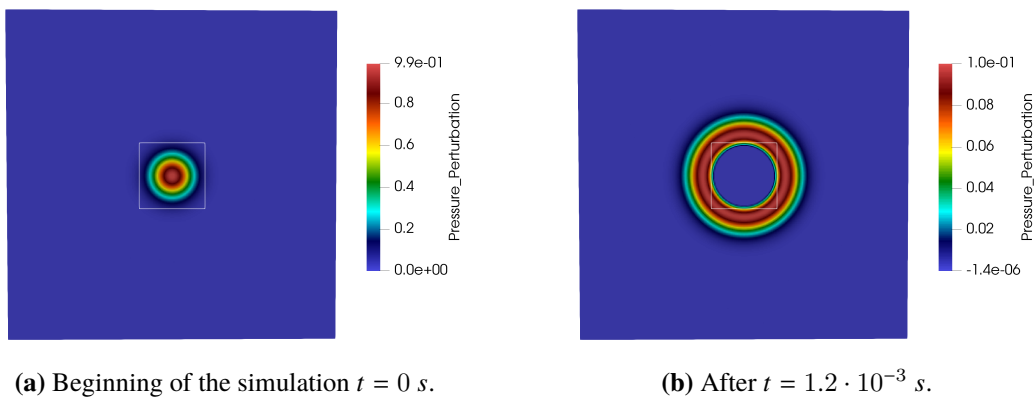 9.9e-01
0.8
0.6
0.4
0.2
0.0e+00
Pressure_Perturbation
1.0e-01
0.08
0.06
0.04
0.02
-1.4e-06
Pressure_Perturbation
(a) Beginning of the simulation t = 0 s.
(b) After t = 1.2 · 10⁻³ s.